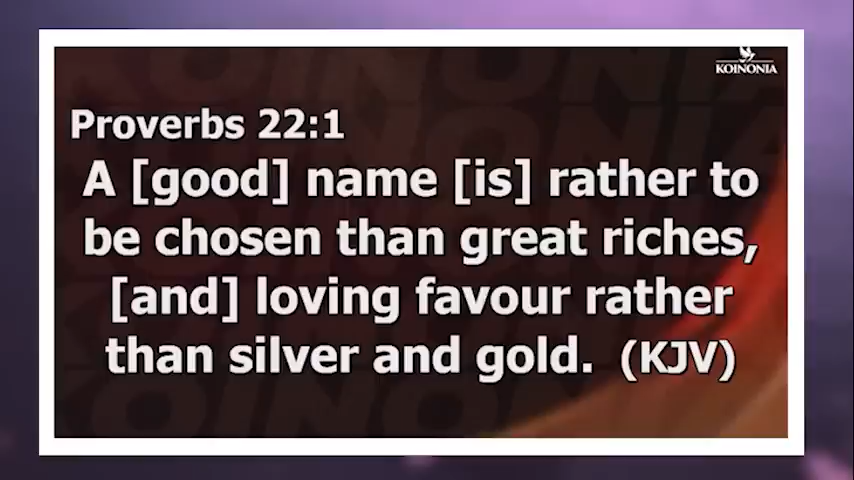 KOINONIA
Proverbs 22:1
A [good] name [is] rather to
be chosen than great riches,
[and] loving favour rather
than silver and gold. (KJV)